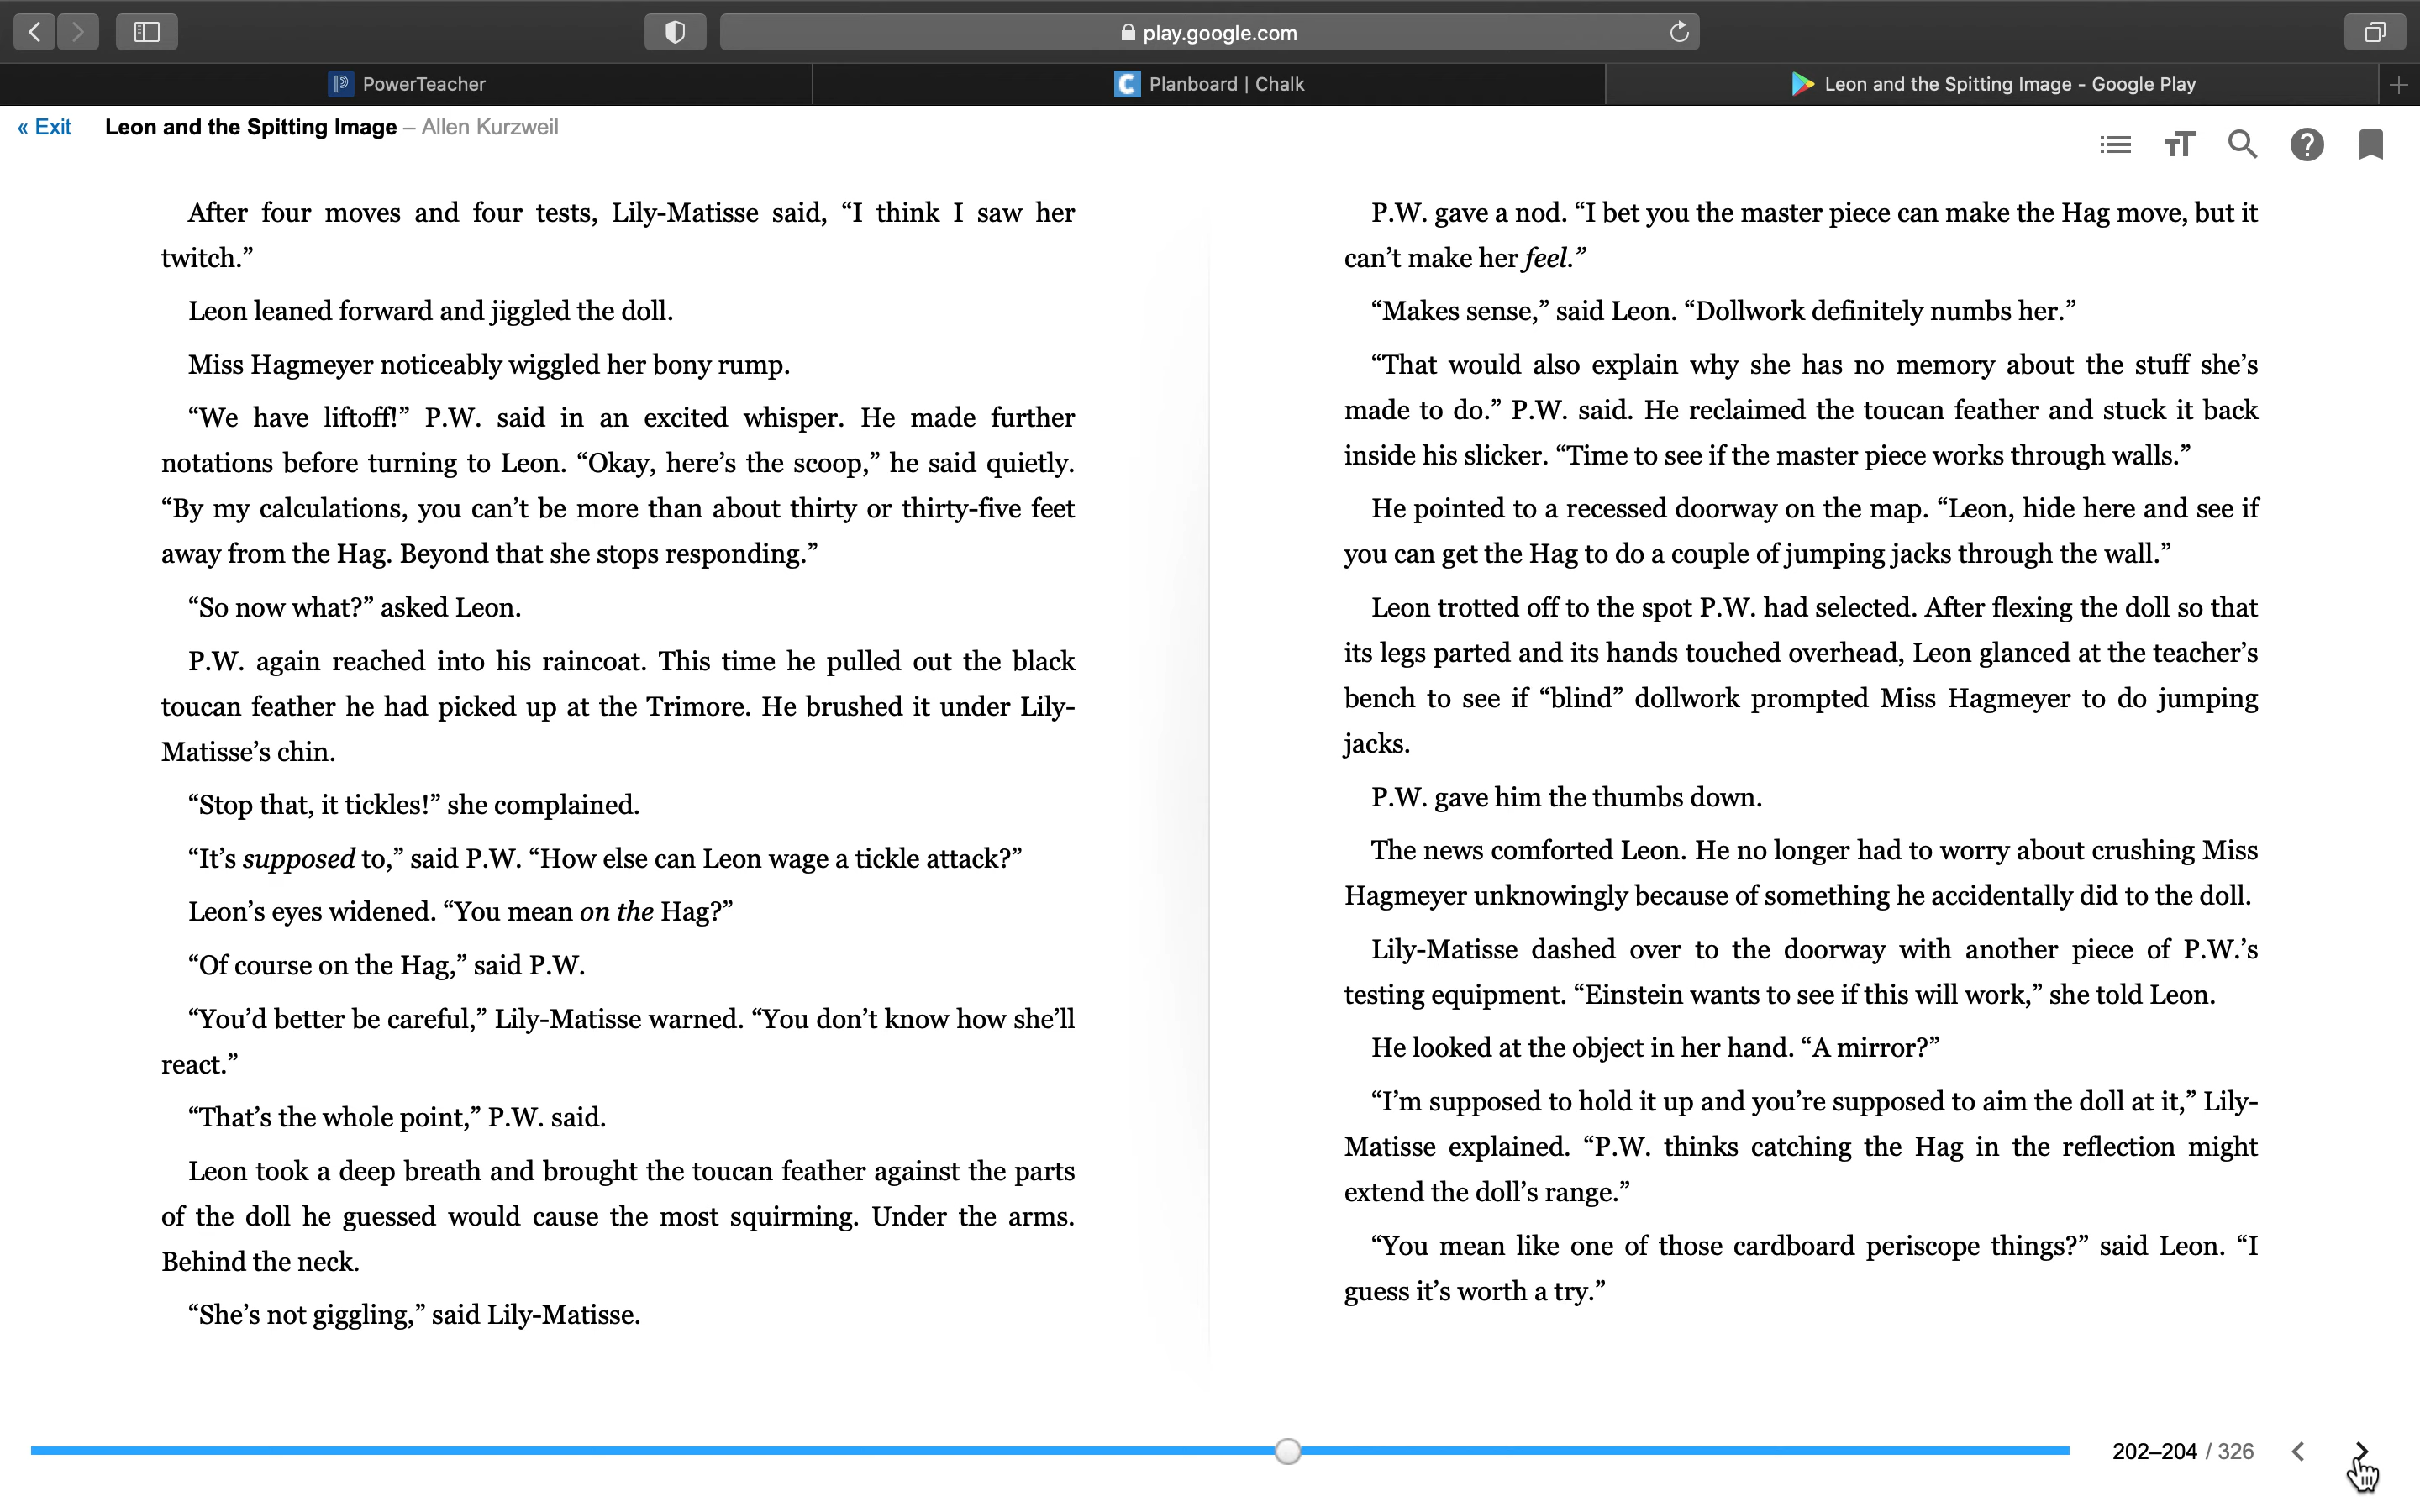 play.google.com
PowerTeacher
Planboard | Chalk
Leon and the Spitting Image - Google Play
« Exit Leon and the Spitting Image – Allen Kurzweil
After four moves and four tests, Lily-Matisse said, “I think I saw her
twitch.”
Leon leaned forward and jiggled the doll.
Miss Hagmeyer noticeably wiggled her bony rump.
“We have liftoff!” P.W. said in an excited whisper. He made further
notations before turning to Leon. “Okay, here’s the scoop,” he said quietly.
“By my calculations, you can’t be more than about thirty or thirty-five feet
away from the Hag. Beyond that she stops responding.”
“So now what?” asked Leon.
P.W. again reached into his raincoat. This time he pulled out the black
toucan feather he had picked up at the Trimore. He brushed it under Lily-
Matisse’s chin.
“Stop that, it tickles!” she complained.
“It’s supposed to,” said P.W. “How else can Leon wage a tickle attack?”
Leon’s eyes widened. “You mean on the Hag?”
“Of course on the Hag,” said P.W.
“You’d better be careful,” Lily-Matisse warned. “You don’t know how she’ll
react.”
“That’s the whole point,” P.W. said.
Leon took a deep breath and brought the toucan feather against the parts
of the doll he guessed would cause the most squirming. Under the arms.
Behind the neck.
“She’s not giggling,” said Lily-Matisse.
P.W. gave a nod. “I bet you the master piece can make the Hag move, but it
can’t make her feel.”
“Makes sense,” said Leon. “Dollwork definitely numbs her.”
“That would also explain why she has no memory about the stuff she’s
made to do.” P.W. said. He reclaimed the toucan feather and stuck it back
inside his slicker. “Time to see if the master piece works through walls.”
He pointed to a recessed doorway on the map. “Leon, hide here and see if
you can get the Hag to do a couple of jumping jacks through the wall.”
Leon trotted off to the spot P.W. had selected. After flexing the doll so that
its legs parted and its hands touched overhead, Leon glanced at the teacher’s
bench to see if “blind” dollwork prompted Miss Hagmeyer to do jumping
jacks.
P.W. gave him the thumbs down.
The news comforted Leon. He no longer had to worry about crushing Miss
Hagmeyer unknowingly because of something he accidentally did to the doll.
Lily-Matisse dashed over to the doorway with another piece of P.W.’s
testing equipment. “Einstein wants to see if this will work,” she told Leon.
He looked at the object in her hand. “A mirror?”
“I’m supposed to hold it up and you’re supposed to aim the doll at it,” Lily-
Matisse explained. “P.W. thinks catching the Hag in the reflection might
extend the doll’s range.”
“You mean like one of those cardboard periscope things?” said Leon. “I
guess it’s worth a try.”
202–204 / 326